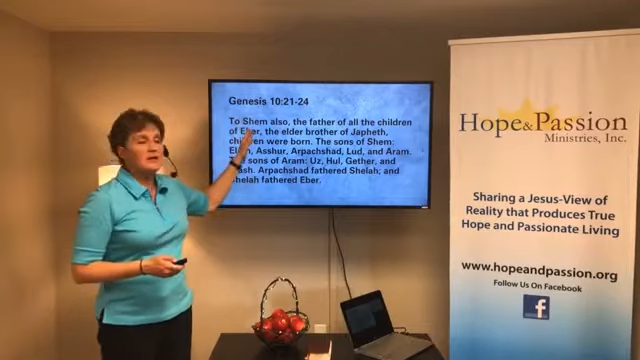 Genesis 10:21-24
To Shem also, the father of all the children
of Eber, the elder brother of Japheth,
children were born. The sons of Shem:
Asshur, Arpachshad, Lud, and Aram.
sons of Aram: Uz, Hul, Gether, and
Arpachshad fathered Shelah; and
Shelah fathered Eber.
Hope&Passion
Ministries, Inc.
Sharing a Jesus-View of
Reality that Produces True
Hope and Passionate Living
www.hopeandpassion.org
Follow Us On Facebook
f